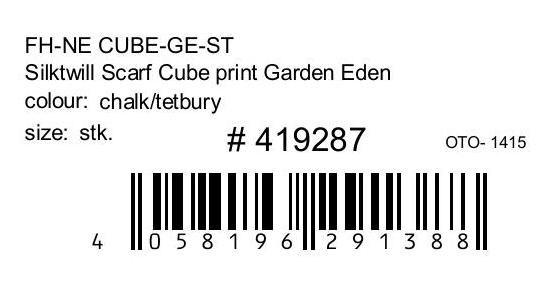 FH-NE CUBE-GE-ST
Silktwill Scarf Cube print Garden Eden
colour: chalk/tetbury
size: stk.
# 419287
OTO- 1415
4 058196 291388